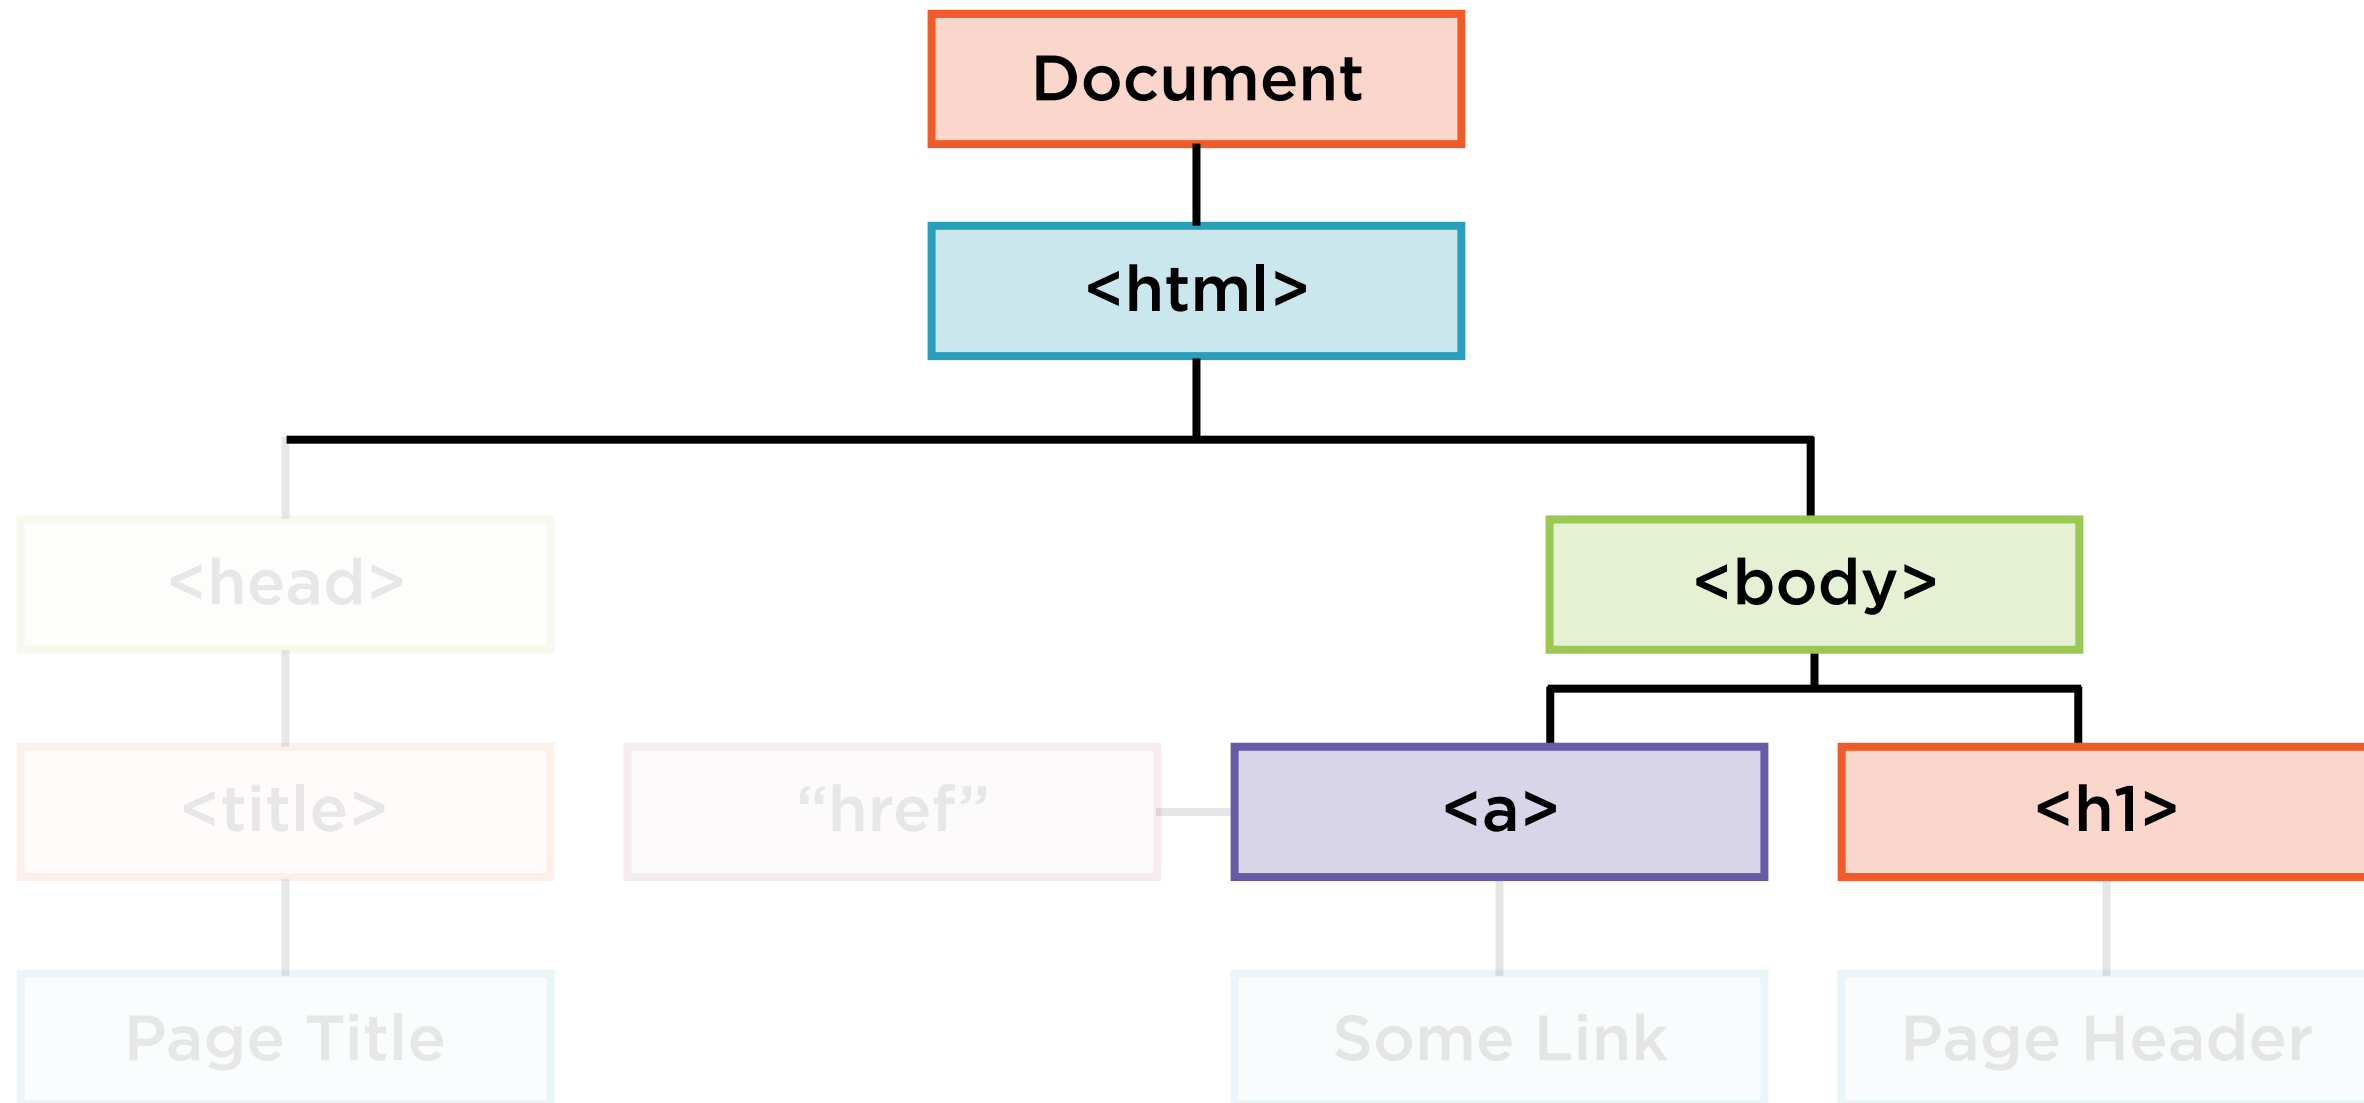 Document
<html>
<head>
<body>
<title>
“href”
<a>
<h1>
Page Title
Some Link
Page Header